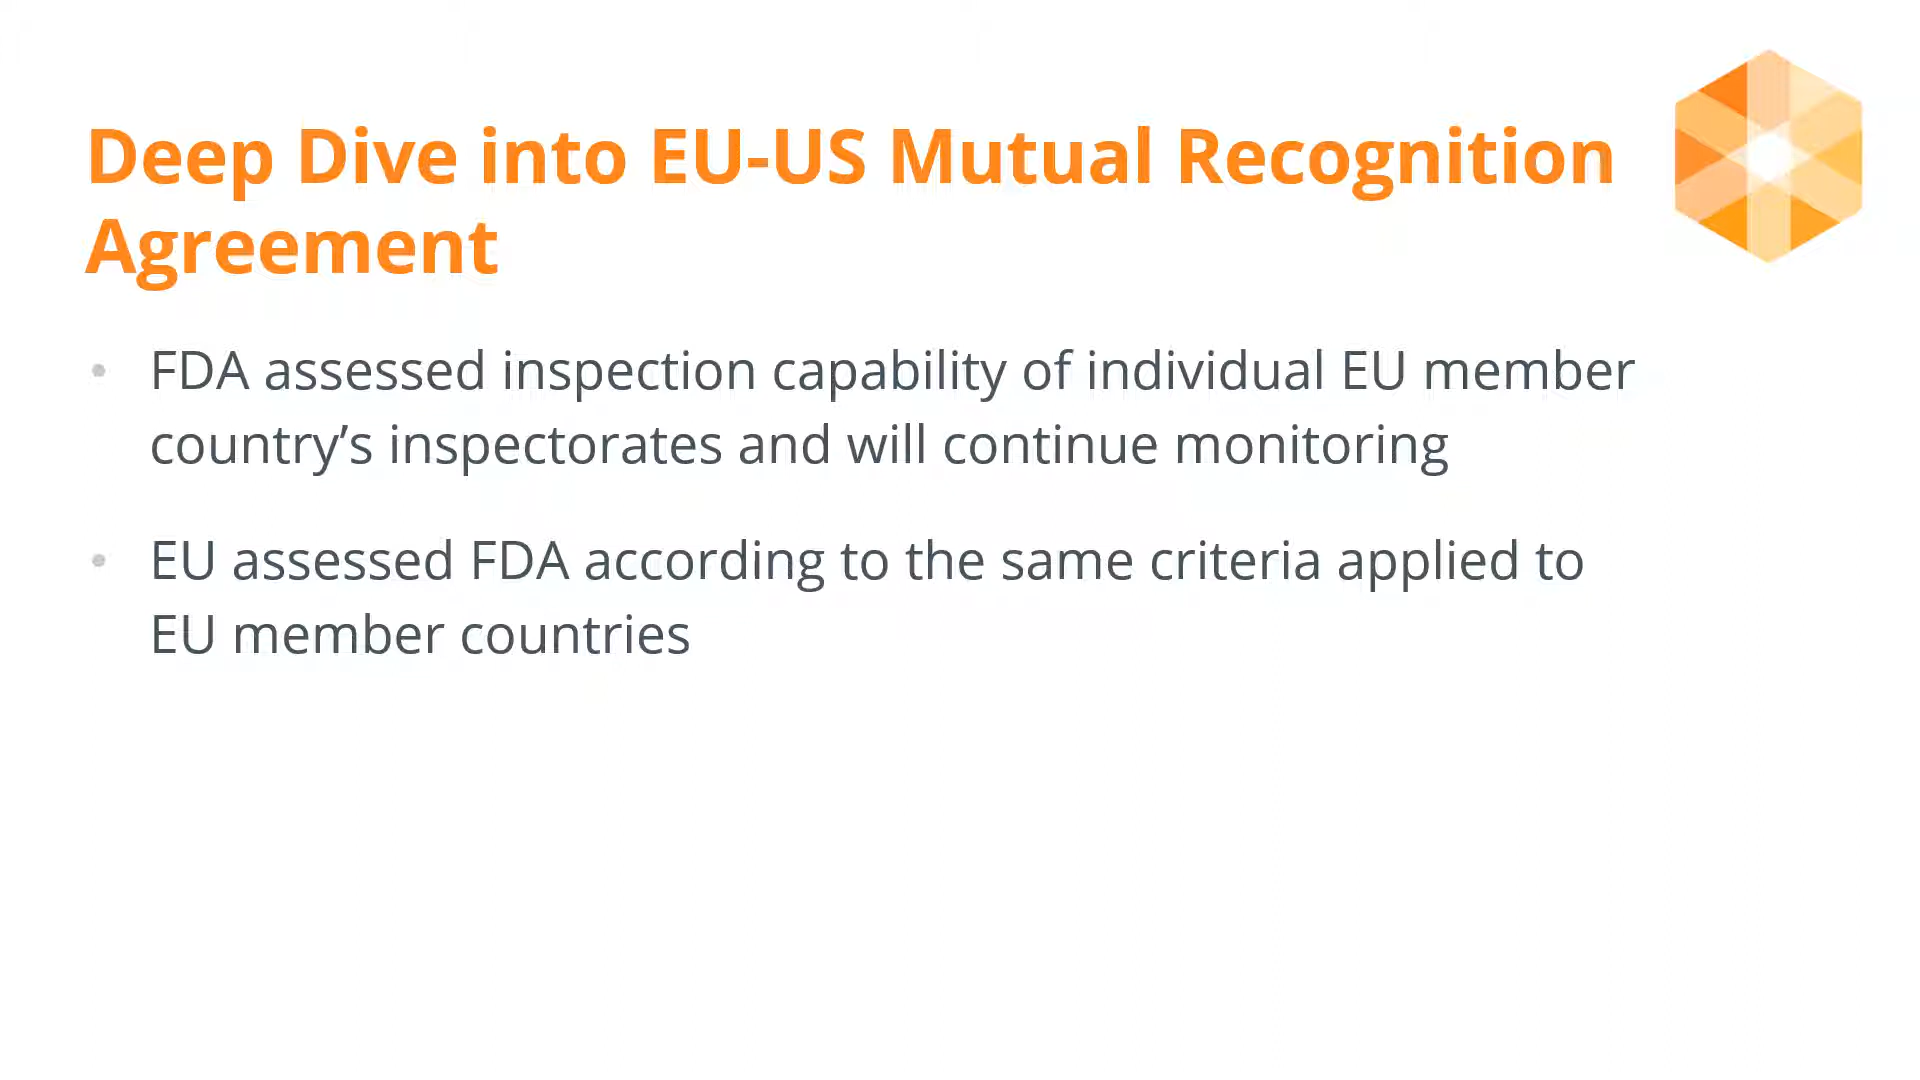 Deep Dive into EU-US Mutual Recognition
Agreement
• FDA assessed inspection capability of individual EU member
country’s inspectorates and will continue monitoring
• EU assessed FDA according to the same criteria applied to
EU member countries